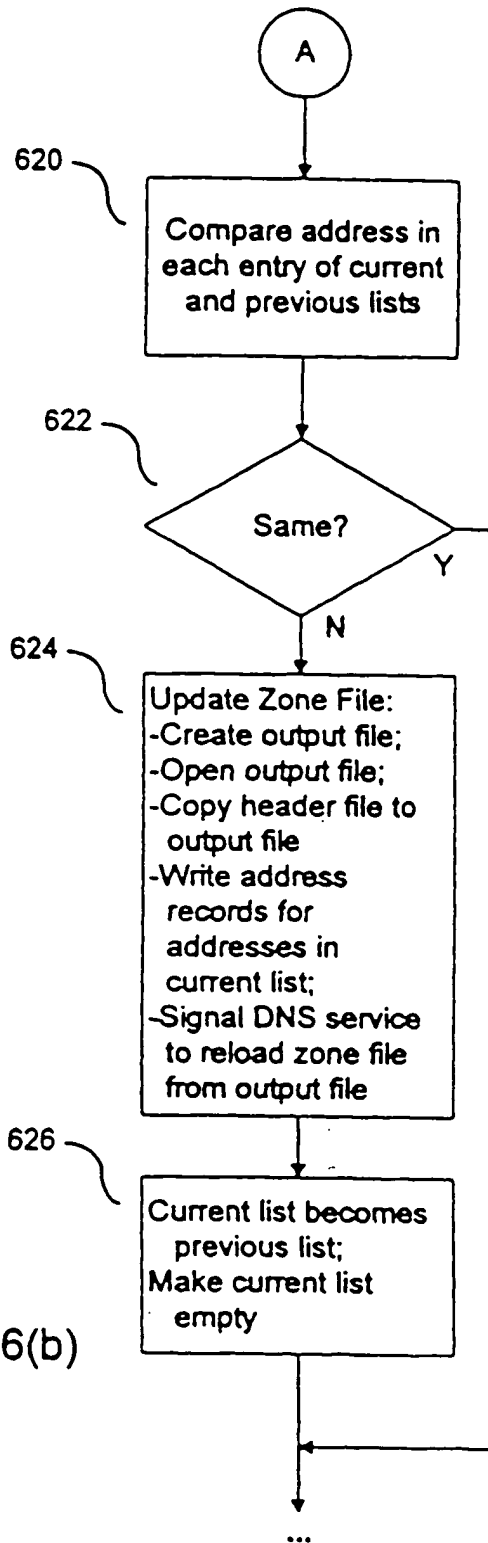 A
620
Compare address in
each entry of current
and previous lists
622
Same?
Y
N
624
Update Zone File:
-Create output file;
-Open output file;
-Copy header file to
output file
-Write address
records for
addresses in
current list;
-Signal DNS service
to reload zone file
from output file
626
Current list becomes
previous list;
Make current list
empty
6(b)
...